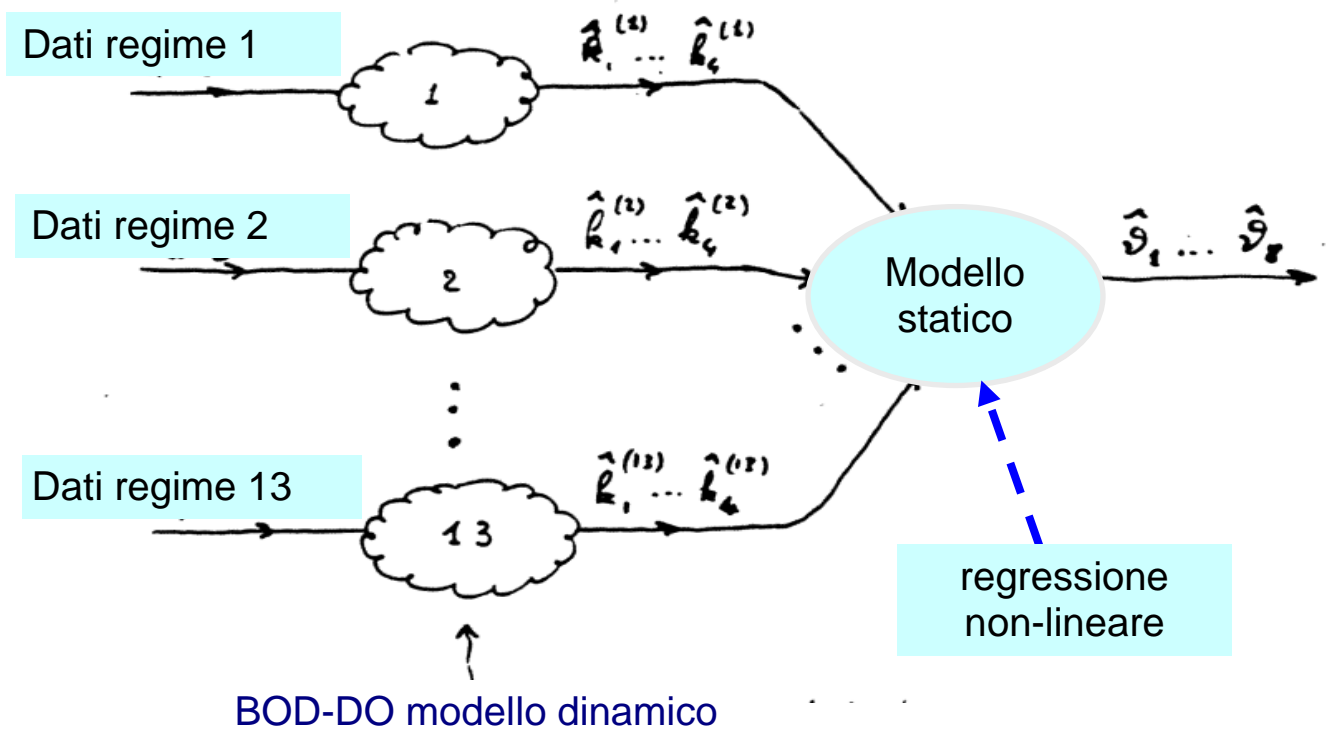 Dati regime 1
1
k̂₁⁽¹⁾ ... k̂₄⁽¹⁾
Dati regime 2
2
k̂₁⁽²⁾ ... k̂₄⁽²⁾
Modello
statico
ϑ̂₁ ... ϑ̂₈
Dati regime 13
13
k̂₁⁽¹³⁾ ... k̂₄⁽¹³⁾
regressione
non-lineare
BOD-DO modello dinamico